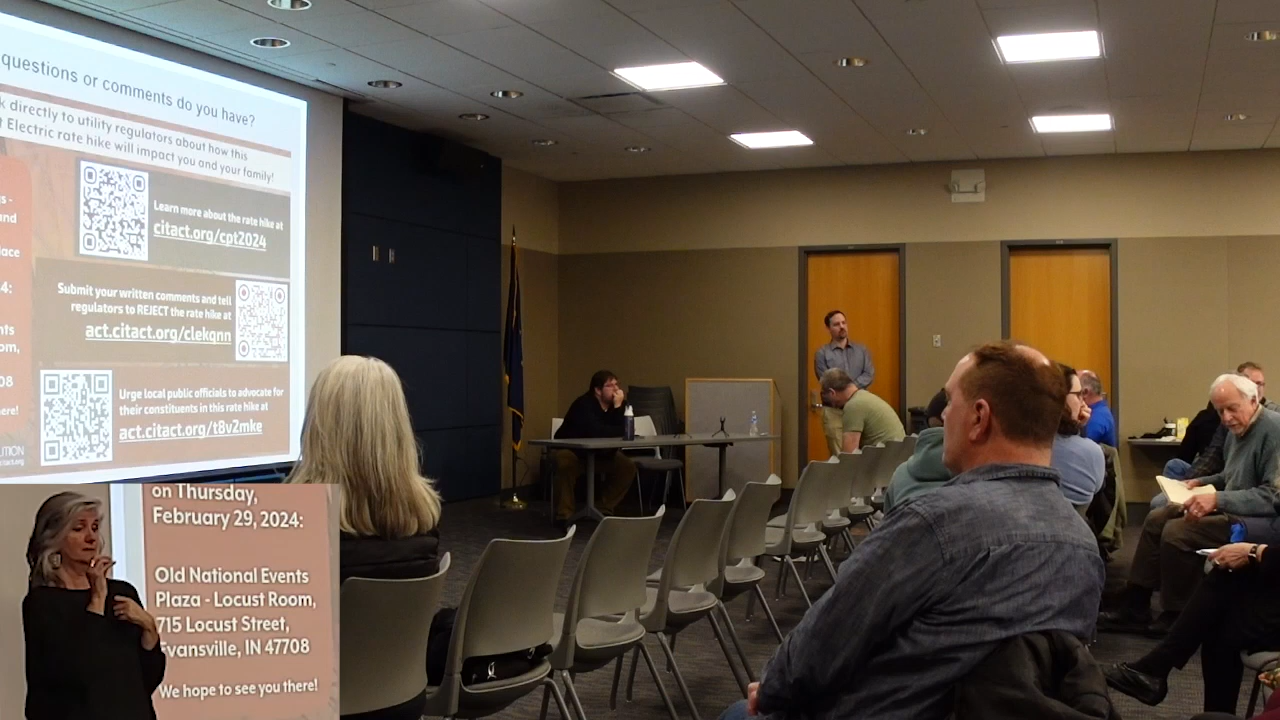 questions or comments do you have?
directly to utility regulators about how this
Electric rate hike will impact you and your family!
Learn more about the rate hike at
citact.org/cpt2024
Submit your written comments and tell
regulators to REJECT the rate hike at
act.citact.org/clekqnn
Urge local public officials to advocate for
their constituents in this rate hike at
act.citact.org/t8v2mke
on Thursday,
February 29, 2024:
Old National Events
Plaza - Locust Room,
715 Locust Street,
Evansville, IN 47708
We hope to see you there!